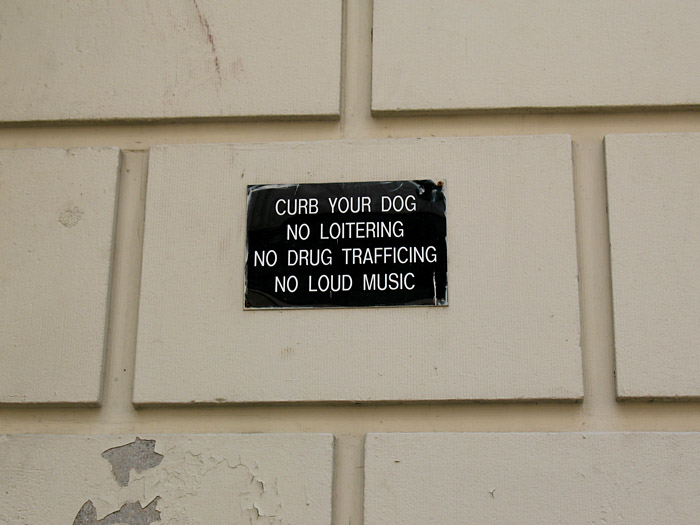 CURB YOUR DOG
NO LOITERING
NO DRUG TRAFFICING
NO LOUD MUSIC